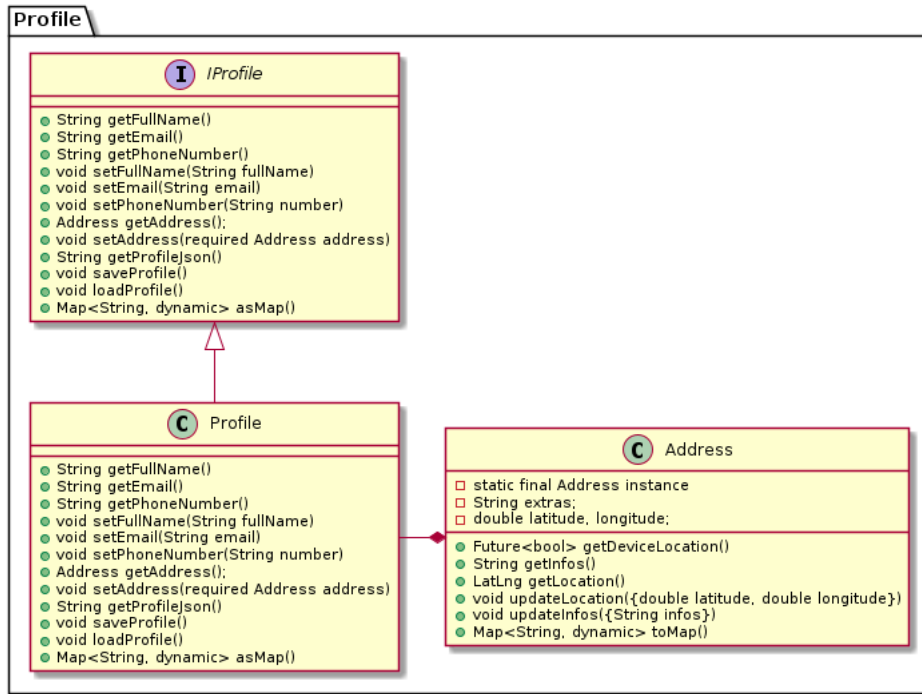 Profile
I IProfile
String getFullName()
String getEmail()
String getPhoneNumber()
void setFullName(String fullName)
void setEmail(String email)
void setPhoneNumber(String number)
Address getAddress();
void setAddress(required Address address)
String getProfileJson()
void saveProfile()
void loadProfile()
Map<String, dynamic> asMap()
C Profile
String getFullName()
String getEmail()
String getPhoneNumber()
void setFullName(String fullName)
void setEmail(String email)
void setPhoneNumber(String number)
Address getAddress();
void setAddress(required Address address)
String getProfileJson()
void saveProfile()
void loadProfile()
Map<String, dynamic> asMap()
C Address
static final Address instance
String extras;
double latitude, longitude;
Future<bool> getDeviceLocation()
String getInfos()
LatLng getLocation()
void updateLocation({double latitude, double longitude})
void updateInfos({String infos})
Map<String, dynamic> toMap()